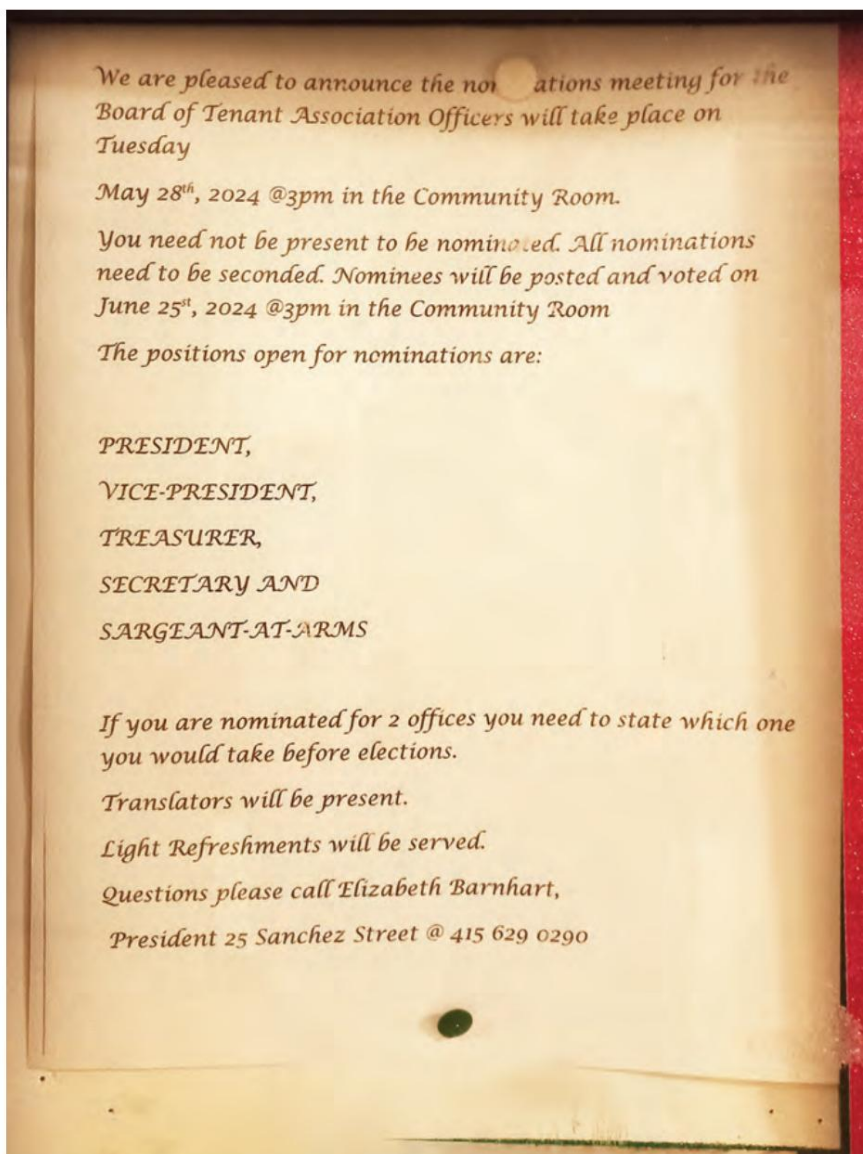 We are pleased to announce the nominations meeting for the
Board of Tenant Association Officers will take place on
Tuesday
May 28th, 2024 @3pm in the Community Room.
You need not be present to be nominated. All nominations
need to be seconded. Nominees will be posted and voted on
June 25st, 2024 @3pm in the Community Room
The positions open for nominations are:
PRESIDENT,
VICE-PRESIDENT,
TREASURER,
SECRETARY AND
SARGEANT-AT-ARMS
If you are nominated for 2 offices you need to state which one
you would take before elections.
Translators will be present.
Light Refreshments will be served.
Questions please call Elizabeth Barnhart,
President 25 Sanchez Street @ 415 629 0290